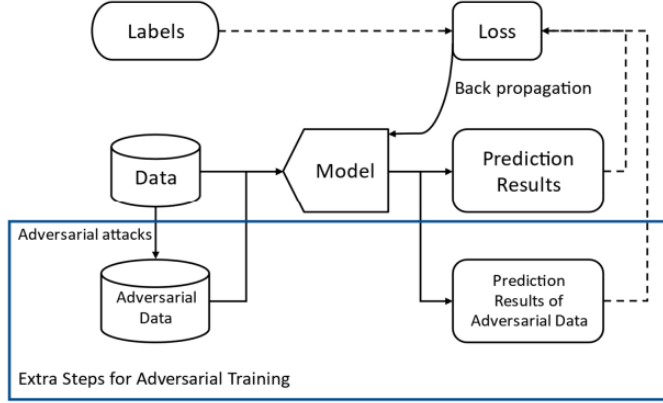 Labels
Loss
Back propagation
Data
Model
Prediction
Results
Adversarial attacks
Adversarial
Data
Prediction
Results of
Adversarial Data
Extra Steps for Adversarial Training